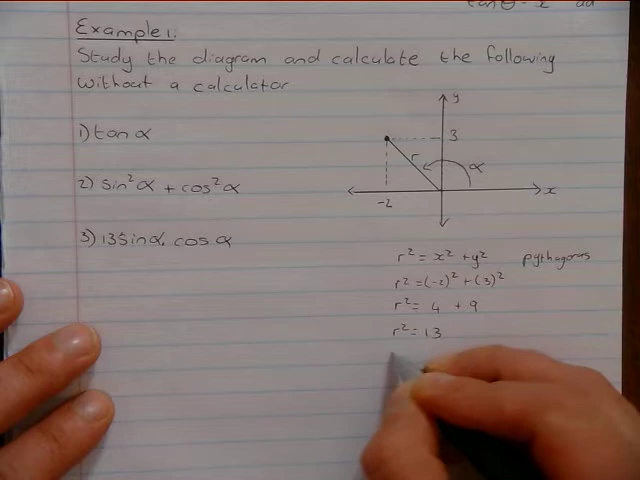 tan θ = x
Example 1:
Study the diagram and calculate the following
without a calculator
1) tan α
2) sin²α + cos²α
3) 13sinα. cos α
y
3
r
α
x
-2
r² = x² + y² pythagoras
r² = (-2)² + (3)²
r² = 4 + 9
r² = 13